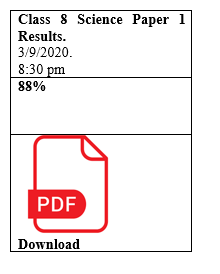 Class 8 Science Paper 1
Results.
3/9/2020.
8:30 pm
88%
PDF
Download